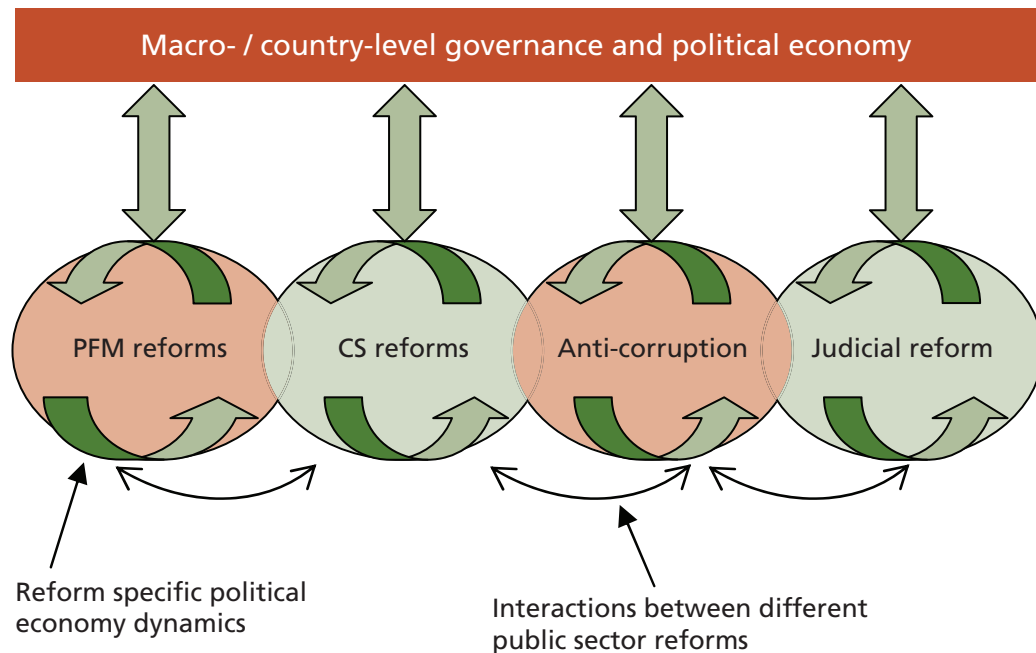 Macro- / country-level governance and political economy
PFM reforms
CS reforms
Anti-corruption
Judicial reform
Reform specific political
economy dynamics
Interactions between different
public sector reforms